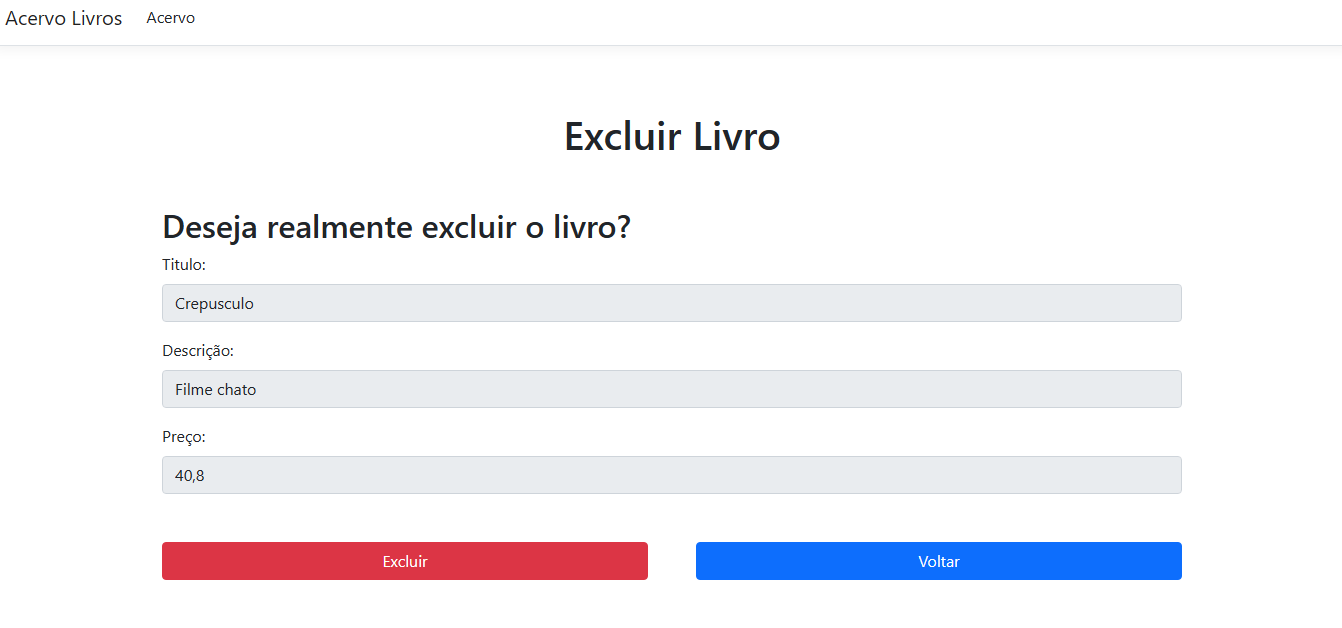 Acervo Livros Acervo
Excluir Livro
Deseja realmente excluir o livro?
Titulo:
Crepusculo
Descrição:
Filme chato
Preço:
40,8
Excluir Voltar